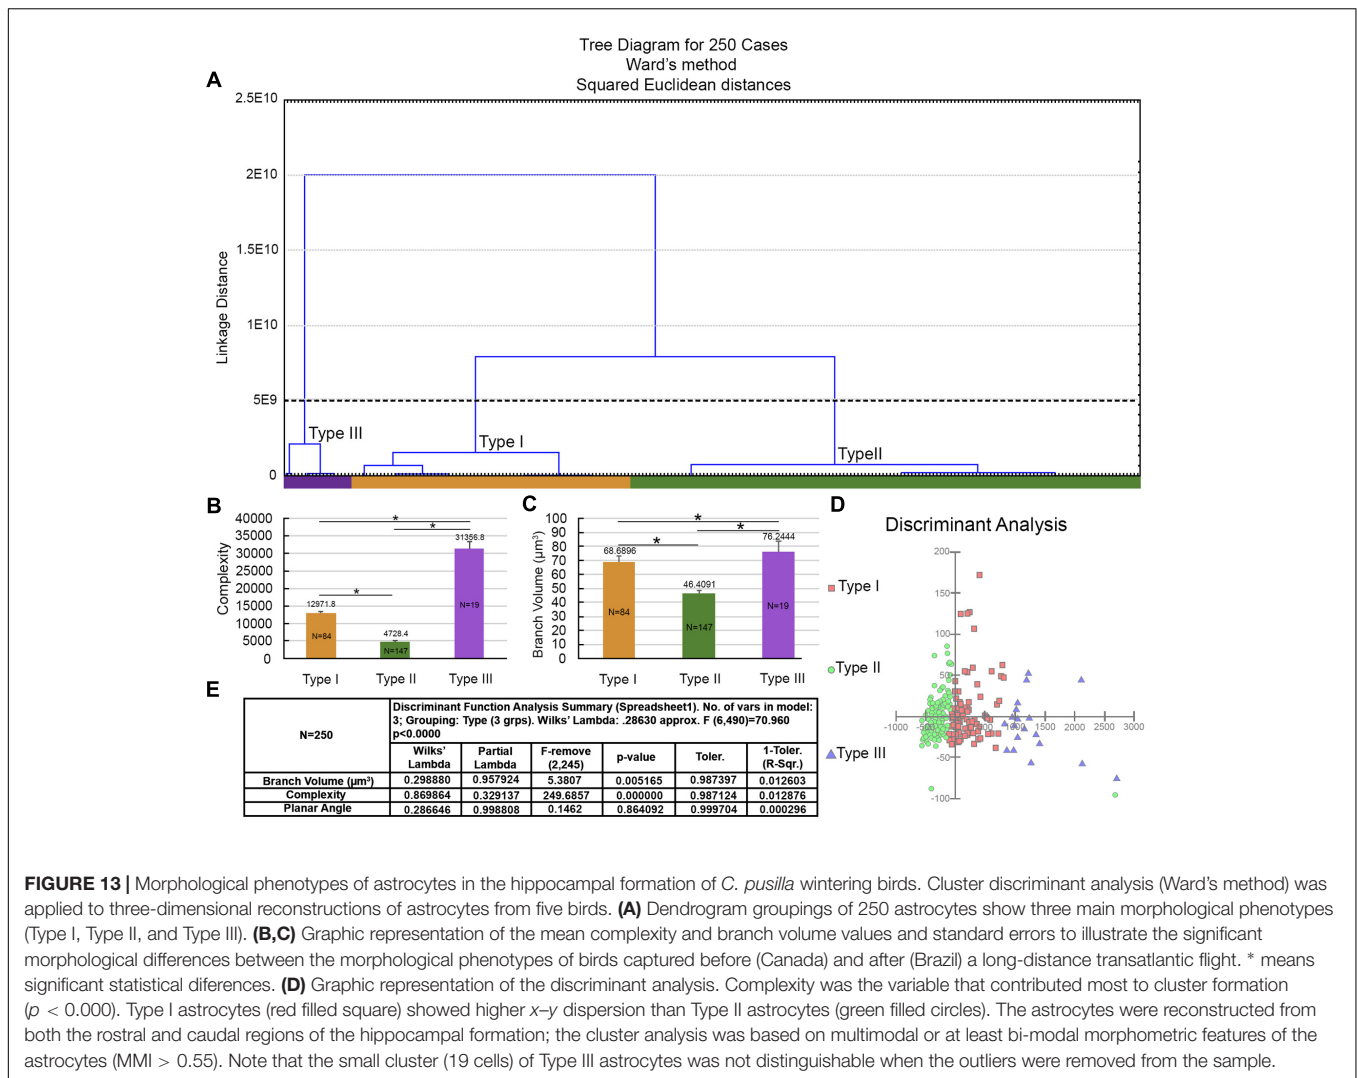 Tree Diagram for 250 Cases
Ward's method
Squared Euclidean distances
A
2.5E10
2E10
1.5E10
1E10
5E9
0
Linkage Distance
Type III
Type I
TypeII
B
40000
35000
30000
25000
20000
15000
10000
5000
0
Complexity
*
*
*
12971.8
4728.4
31356.8
N=84
N=147
N=19
Type I
Type II
Type III
C
100
90
80
70
60
50
40
30
20
10
0
Branch Volume (µm³)
*
*
*
68.6896
46.4091
76.2444
N=84
N=147
N=19
Type I
Type II
Type III
D
Discriminant Analysis
Type I
Type II
Type III
200
150
100
50
-50
-100
-1000
1000
1500
2000
2500
3000
E
N=250
Discriminant Function Analysis Summary (Spreadsheet1). No. of vars in model:
3; Grouping: Type (3 grps). Wilks' Lambda: .28630 approx. F (6,490)=70.960
p<0.0000
Wilks' Lambda Partial Lambda F-remove (2,245) p-value Toler. 1-Toler. (R-Sqr.)
Branch Volume (µm³) 0.298880 0.957924 5.3807 0.005165 0.987397 0.012603
Complexity 0.869864 0.329137 249.6857 0.000000 0.987124 0.012876
Planar Angle 0.286646 0.998808 0.1462 0.864092 0.999704 0.000296
FIGURE 13 | Morphological phenotypes of astrocytes in the hippocampal formation of C. pusilla wintering birds. Cluster discriminant analysis (Ward's method) was
applied to three-dimensional reconstructions of astrocytes from five birds. (A) Dendrogram groupings of 250 astrocytes show three main morphological phenotypes
(Type I, Type II, and Type III). (B,C) Graphic representation of the mean complexity and branch volume values and standard errors to illustrate the significant
morphological differences between the morphological phenotypes of birds captured before (Canada) and after (Brazil) a long-distance transatlantic flight. * means
significant statistical diferences. (D) Graphic representation of the discriminant analysis. Complexity was the variable that contributed most to cluster formation
(p < 0.000). Type I astrocytes (red filled square) showed higher x–y dispersion than Type II astrocytes (green filled circles). The astrocytes were reconstructed from
both the rostral and caudal regions of the hippocampal formation; the cluster analysis was based on multimodal or at least bi-modal morphometric features of the
astrocytes (MMI > 0.55). Note that the small cluster (19 cells) of Type III astrocytes was not distinguishable when the outliers were removed from the sample.